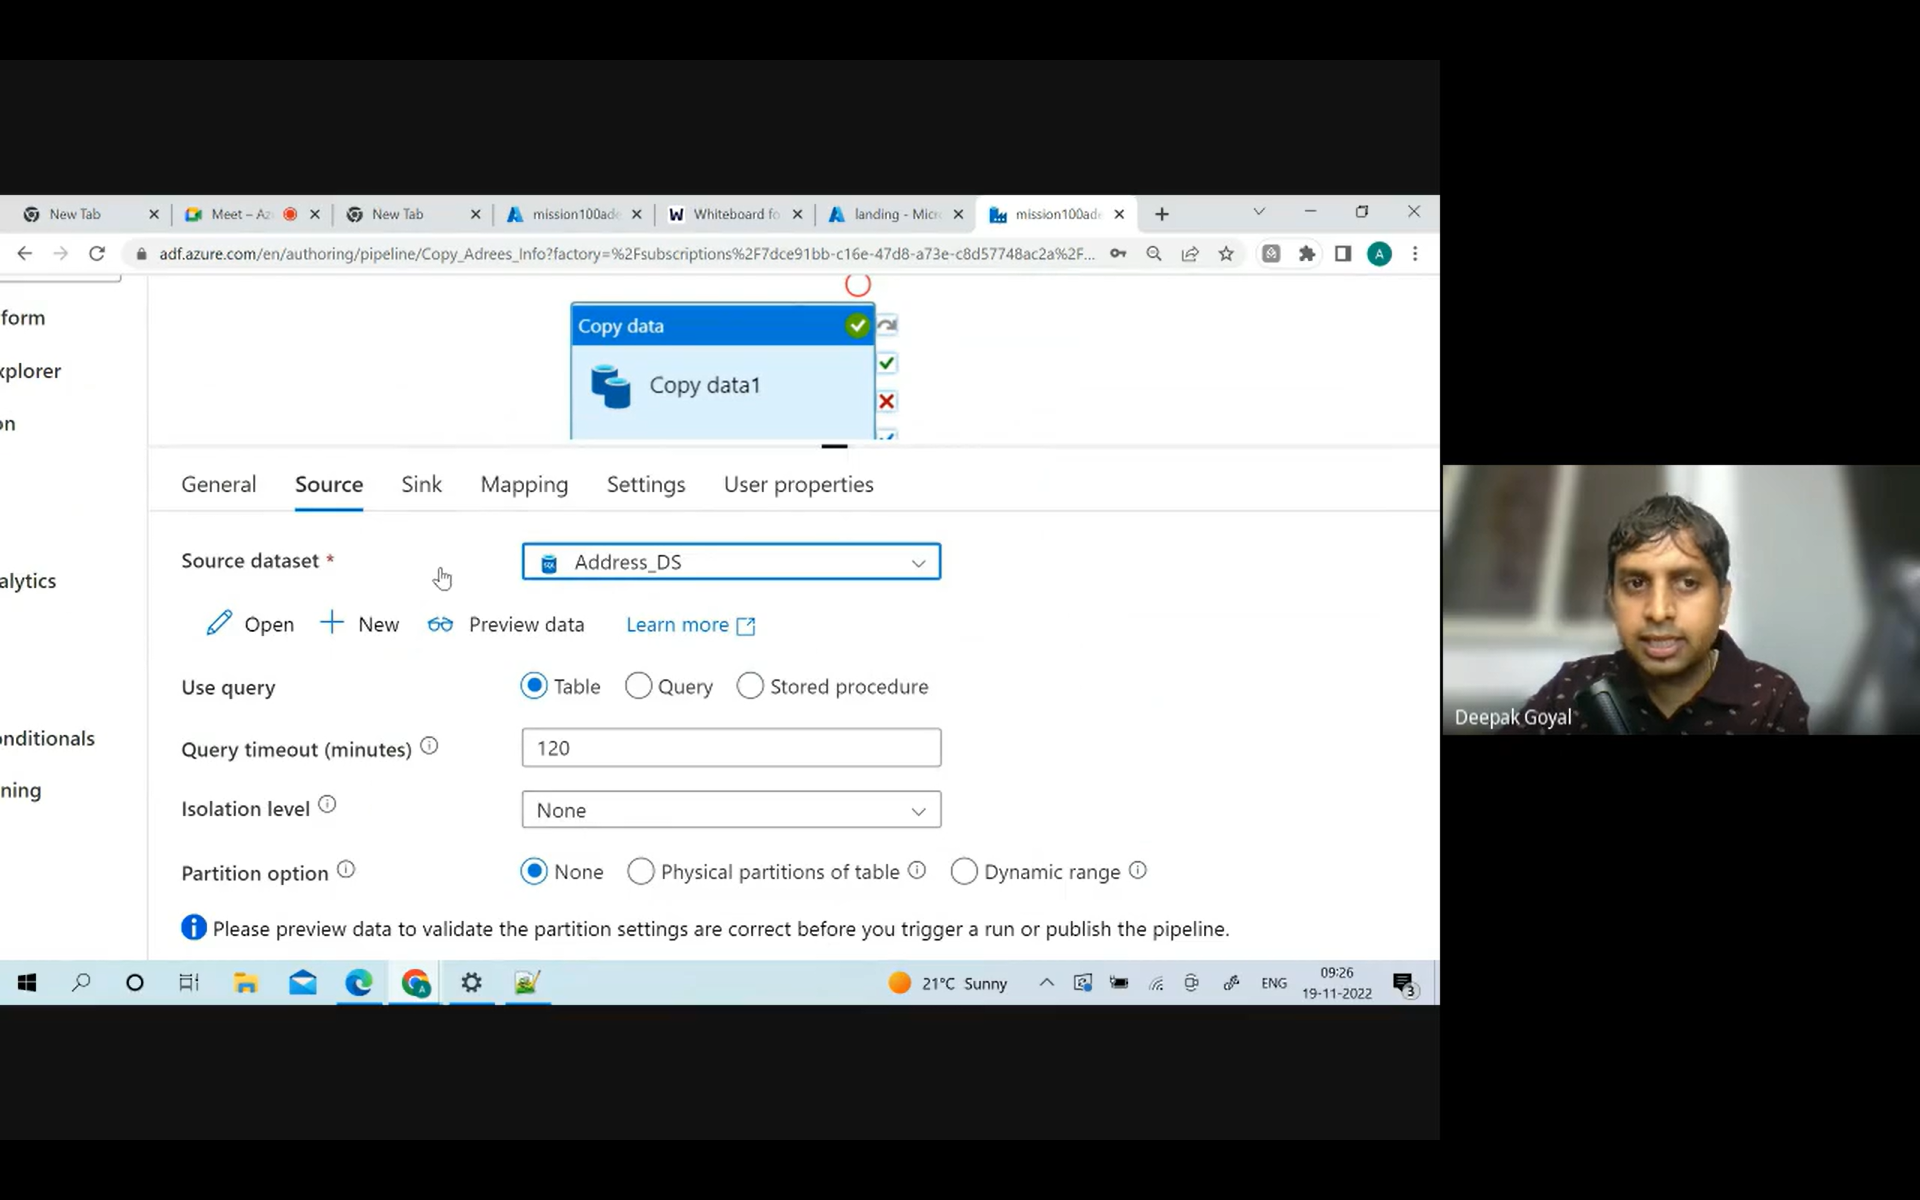 New Tab
Meet – Az
New Tab
mission100ade
Whiteboard fo
landing - Micr
mission100ade
adf.azure.com/en/authoring/pipeline/Copy_Adrees_Info?factory=%2Fsubscriptions%2F7dce91bb-c16e-47d8-a73e-c8d57748ac2a%2F...
A
form
xplorer
on
alytics
onditionals
ning
Copy data
Copy data1
General Source Sink Mapping Settings User properties
Source dataset *
Address_DS
Open New Preview data Learn more
Use query
Table Query Stored procedure
Query timeout (minutes)
120
Isolation level
None
Partition option
None Physical partitions of table Dynamic range
Please preview data to validate the partition settings are correct before you trigger a run or publish the pipeline.
21°C Sunny
ENG
09:26
19-11-2022
3
Deepak Goyal